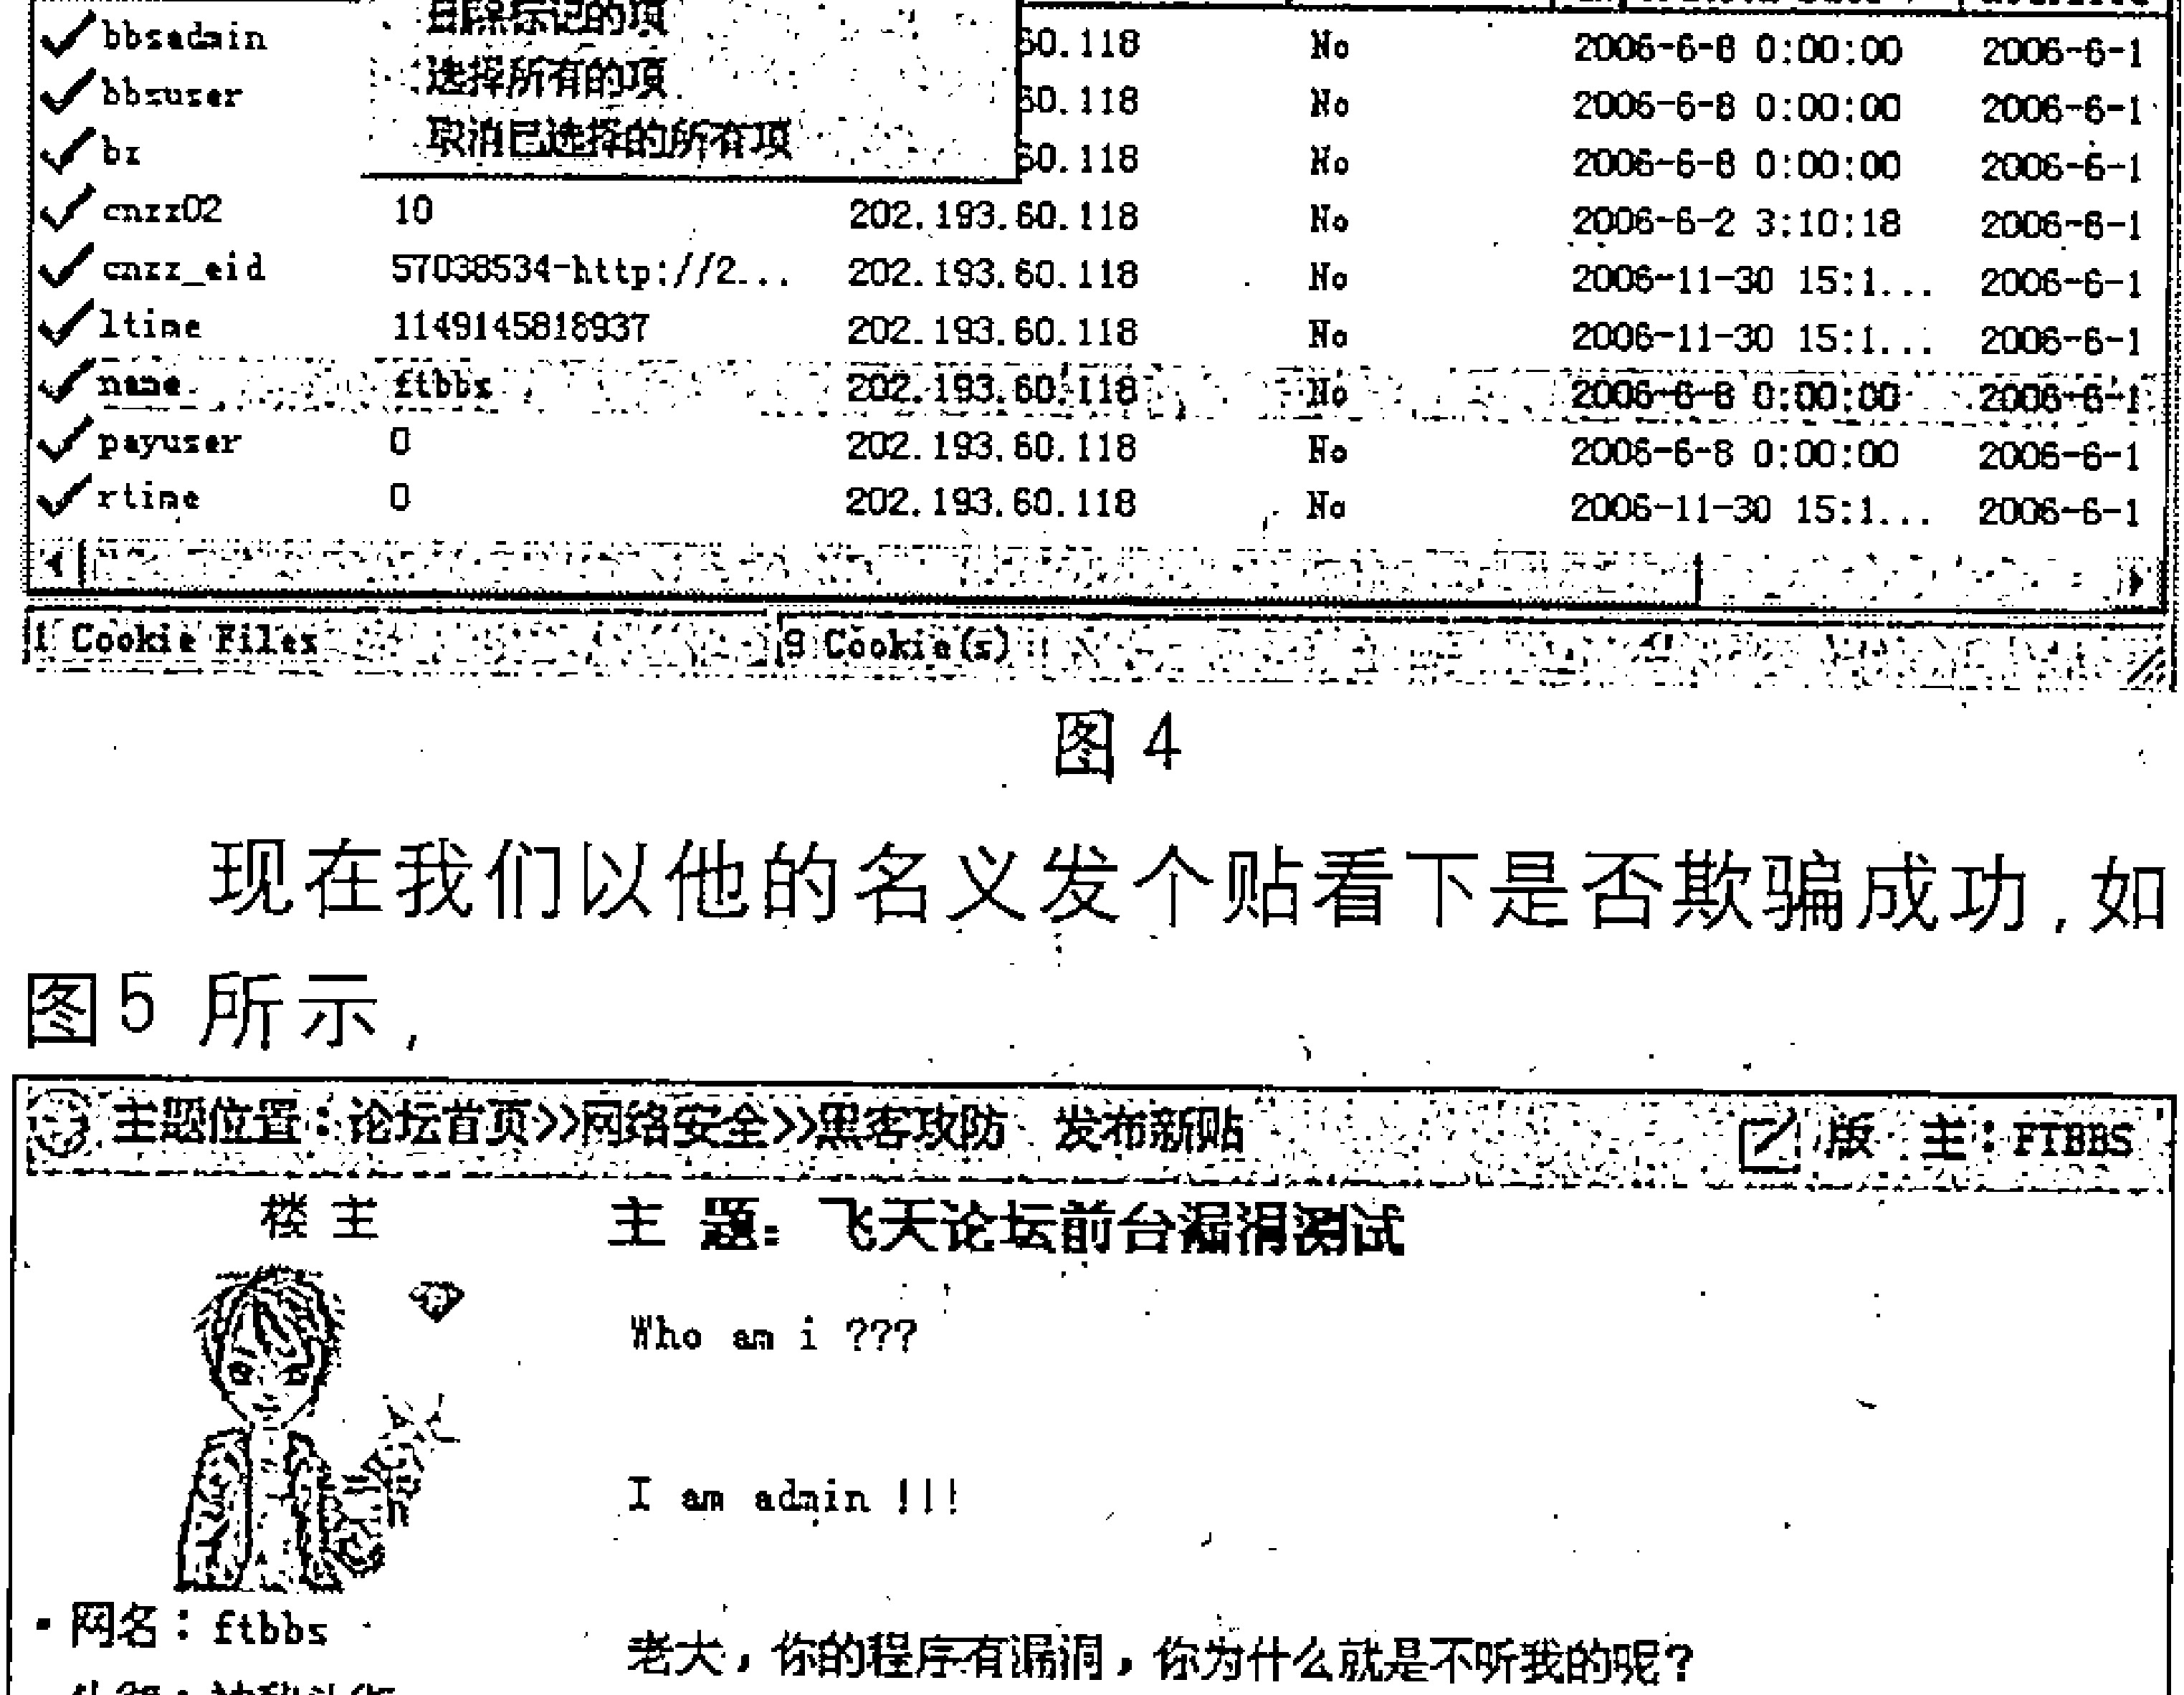 日除标记的项
bbsadmin 60.118 No 2006-6-8 0:00:00 2006-6-1
选择所有的项
bbsuser 60.118 No 2006-6-8 0:00:00 2006-6-1
取消已选择的所有项
bz 60.118 No 2006-6-8 0:00:00 2006-6-1
cnzz02 10 202.193.60.118 No 2006-6-2 3:10:18 2006-6-1
cnzz_eid 57038534-http://2... 202.193.60.118 No 2006-11-30 15:1... 2006-6-1
ltime 1149145818937 202.193.60.118 No 2006-11-30 15:1... 2006-6-1
name ftbbs 202.193.60.118 No 2006-6-8 0:00:00 2006-6-1
payuser 0 202.193.60.118 No 2006-6-8 0:00:00 2006-6-1
rtime 0 202.193.60.118 No 2006-11-30 15:1... 2006-6-1
1 Cookie Files 9 Cookie(s)
图 4
现在我们以他的名义发个贴看下是否欺骗成功,如
图5 所示,
主题位置:论坛首页>>网络安全>>黑客攻防 发布新贴 版 主:FTBBS
楼 主 主 题: 飞天论坛前台漏洞测试
Who am i ???
I am admin !!!
·网名:ftbbs
老大,你的程序有漏洞,你为什么就是不听我的呢?